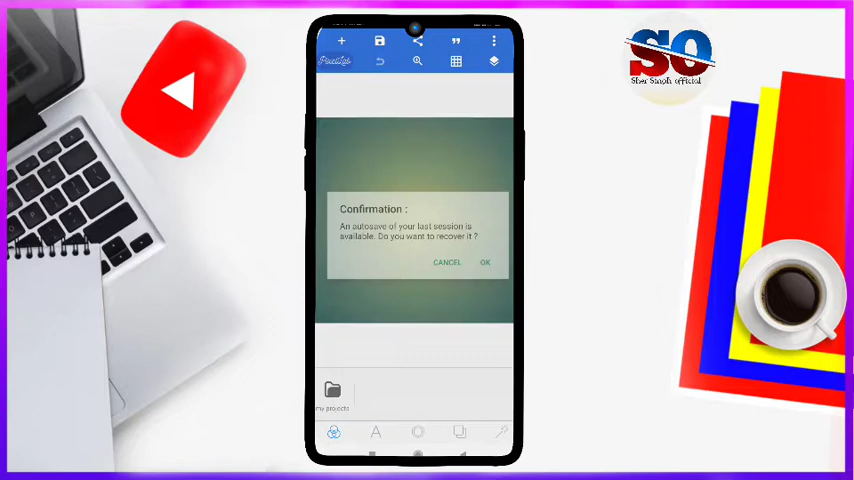 PixelLab
SO
Sher Singh official
Confirmation :
An autosave of your last session is
available. Do you want to recover it ?
CANCEL OK
my projects